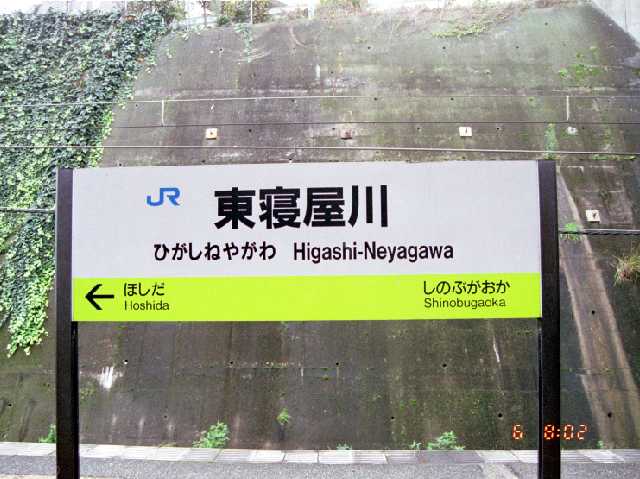 JR 東寝屋川
ひがしねやがわ Higashi-Neyagawa
← ほしだ しのぶがおか
Hoshida Shinobugaoka
6 8:02